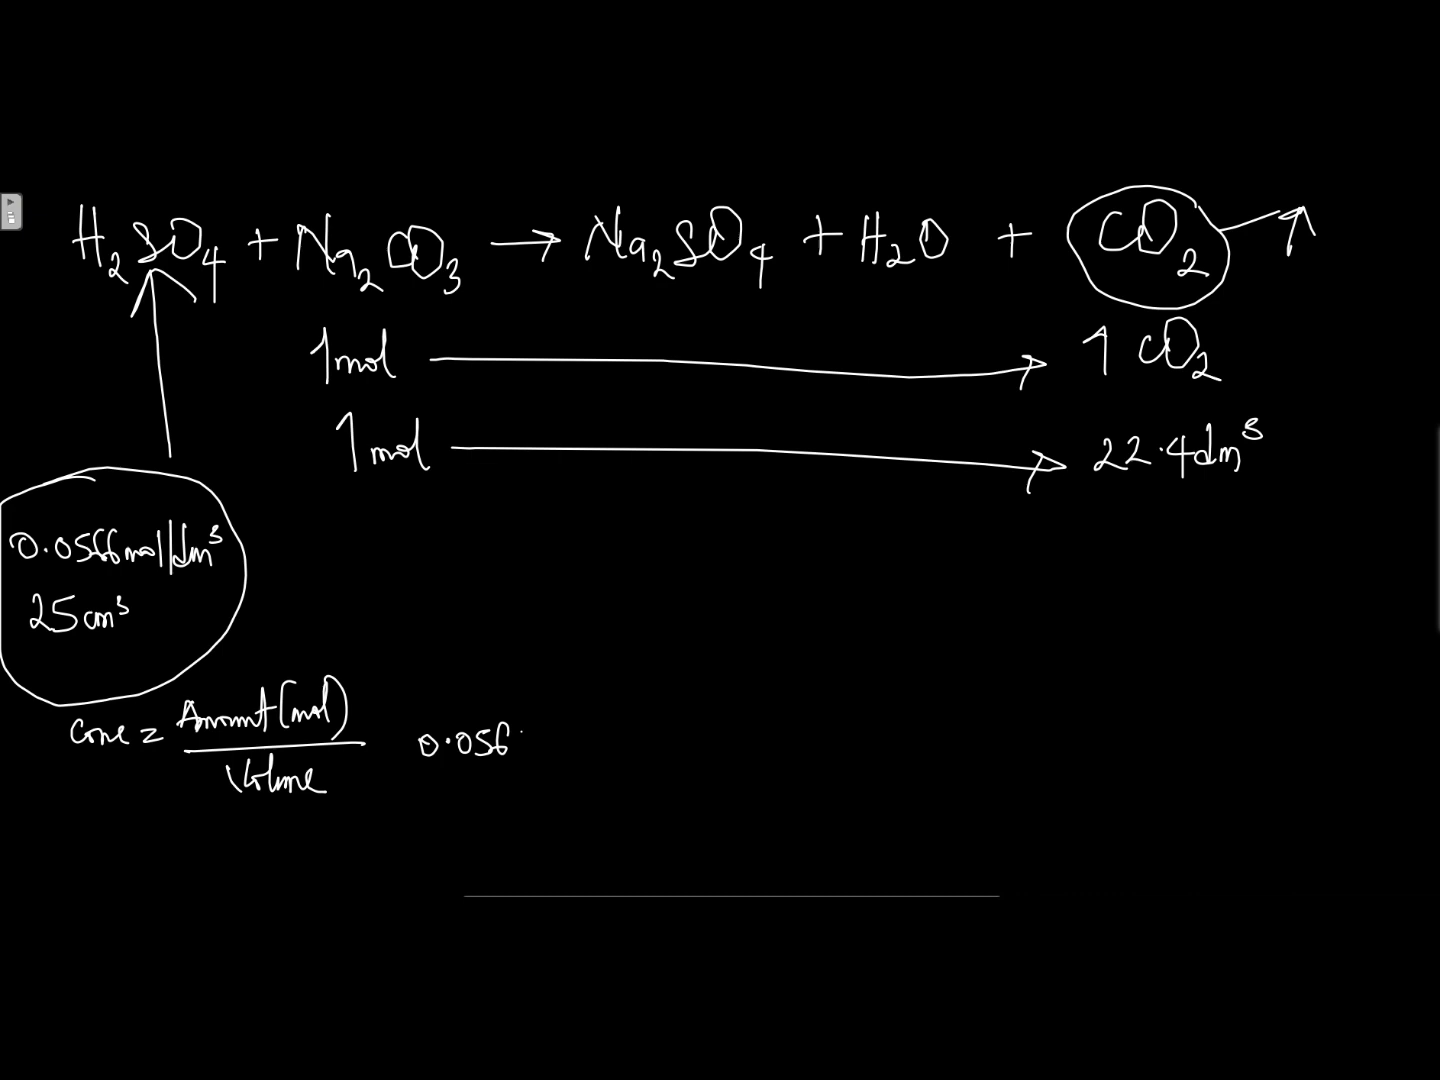 H₂SO₄ + Na₂CO₃ → Na₂SO₄ + H₂O + CO₂ ↑
1mol → 1 CO₂
1mol → 22.4dm³
0.0566mol/dm³
25cm³
Conc = Amount(mol) / Volume 0.056